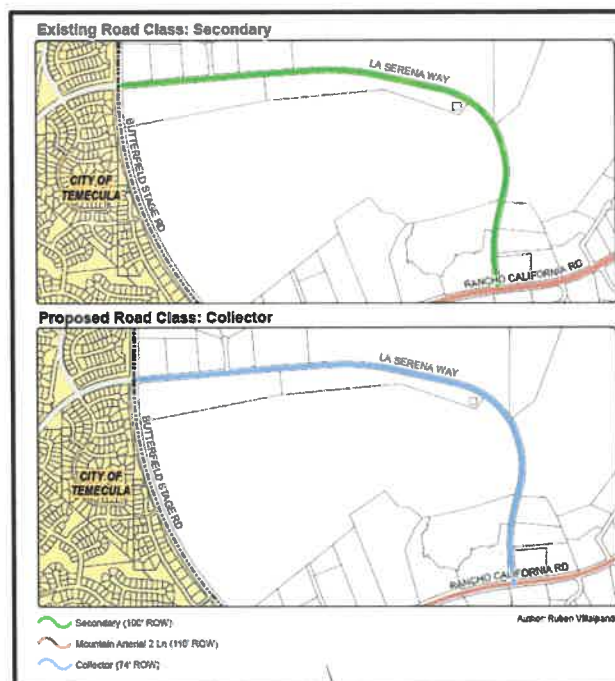 Existing Road Class: Secondary
LA SERENA WAY
BUTTERFIELD STAGE RD
CITY OF
TEMECULA
RANCHO CALIFORNIA RD
Proposed Road Class: Collector
LA SERENA WAY
BUTTERFIELD STAGE RD
CITY OF
TEMECULA
RANCHO CALIFORNIA RD
Secondary (100' ROW)
Author: Ruben Villalpand
Mountain Arterial 2 Ln (110' ROW)
Collector (74' ROW)